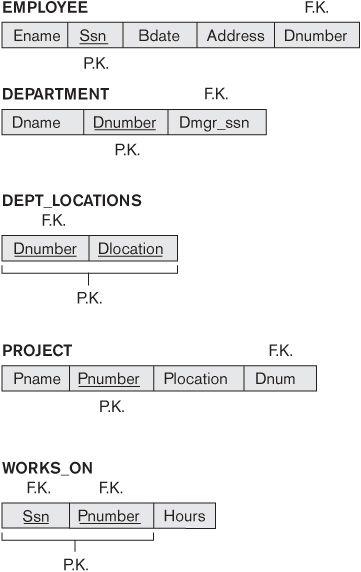 EMPLOYEE F.K.
Ename Ssn Bdate Address Dnumber
P.K.
DEPARTMENT F.K.
Dname Dnumber Dmgr_ssn
P.K.
DEPT_LOCATIONS
F.K.
Dnumber Dlocation
P.K.
PROJECT F.K.
Pname Pnumber Plocation Dnum
P.K.
WORKS_ON
F.K. F.K.
Ssn Pnumber Hours
P.K.